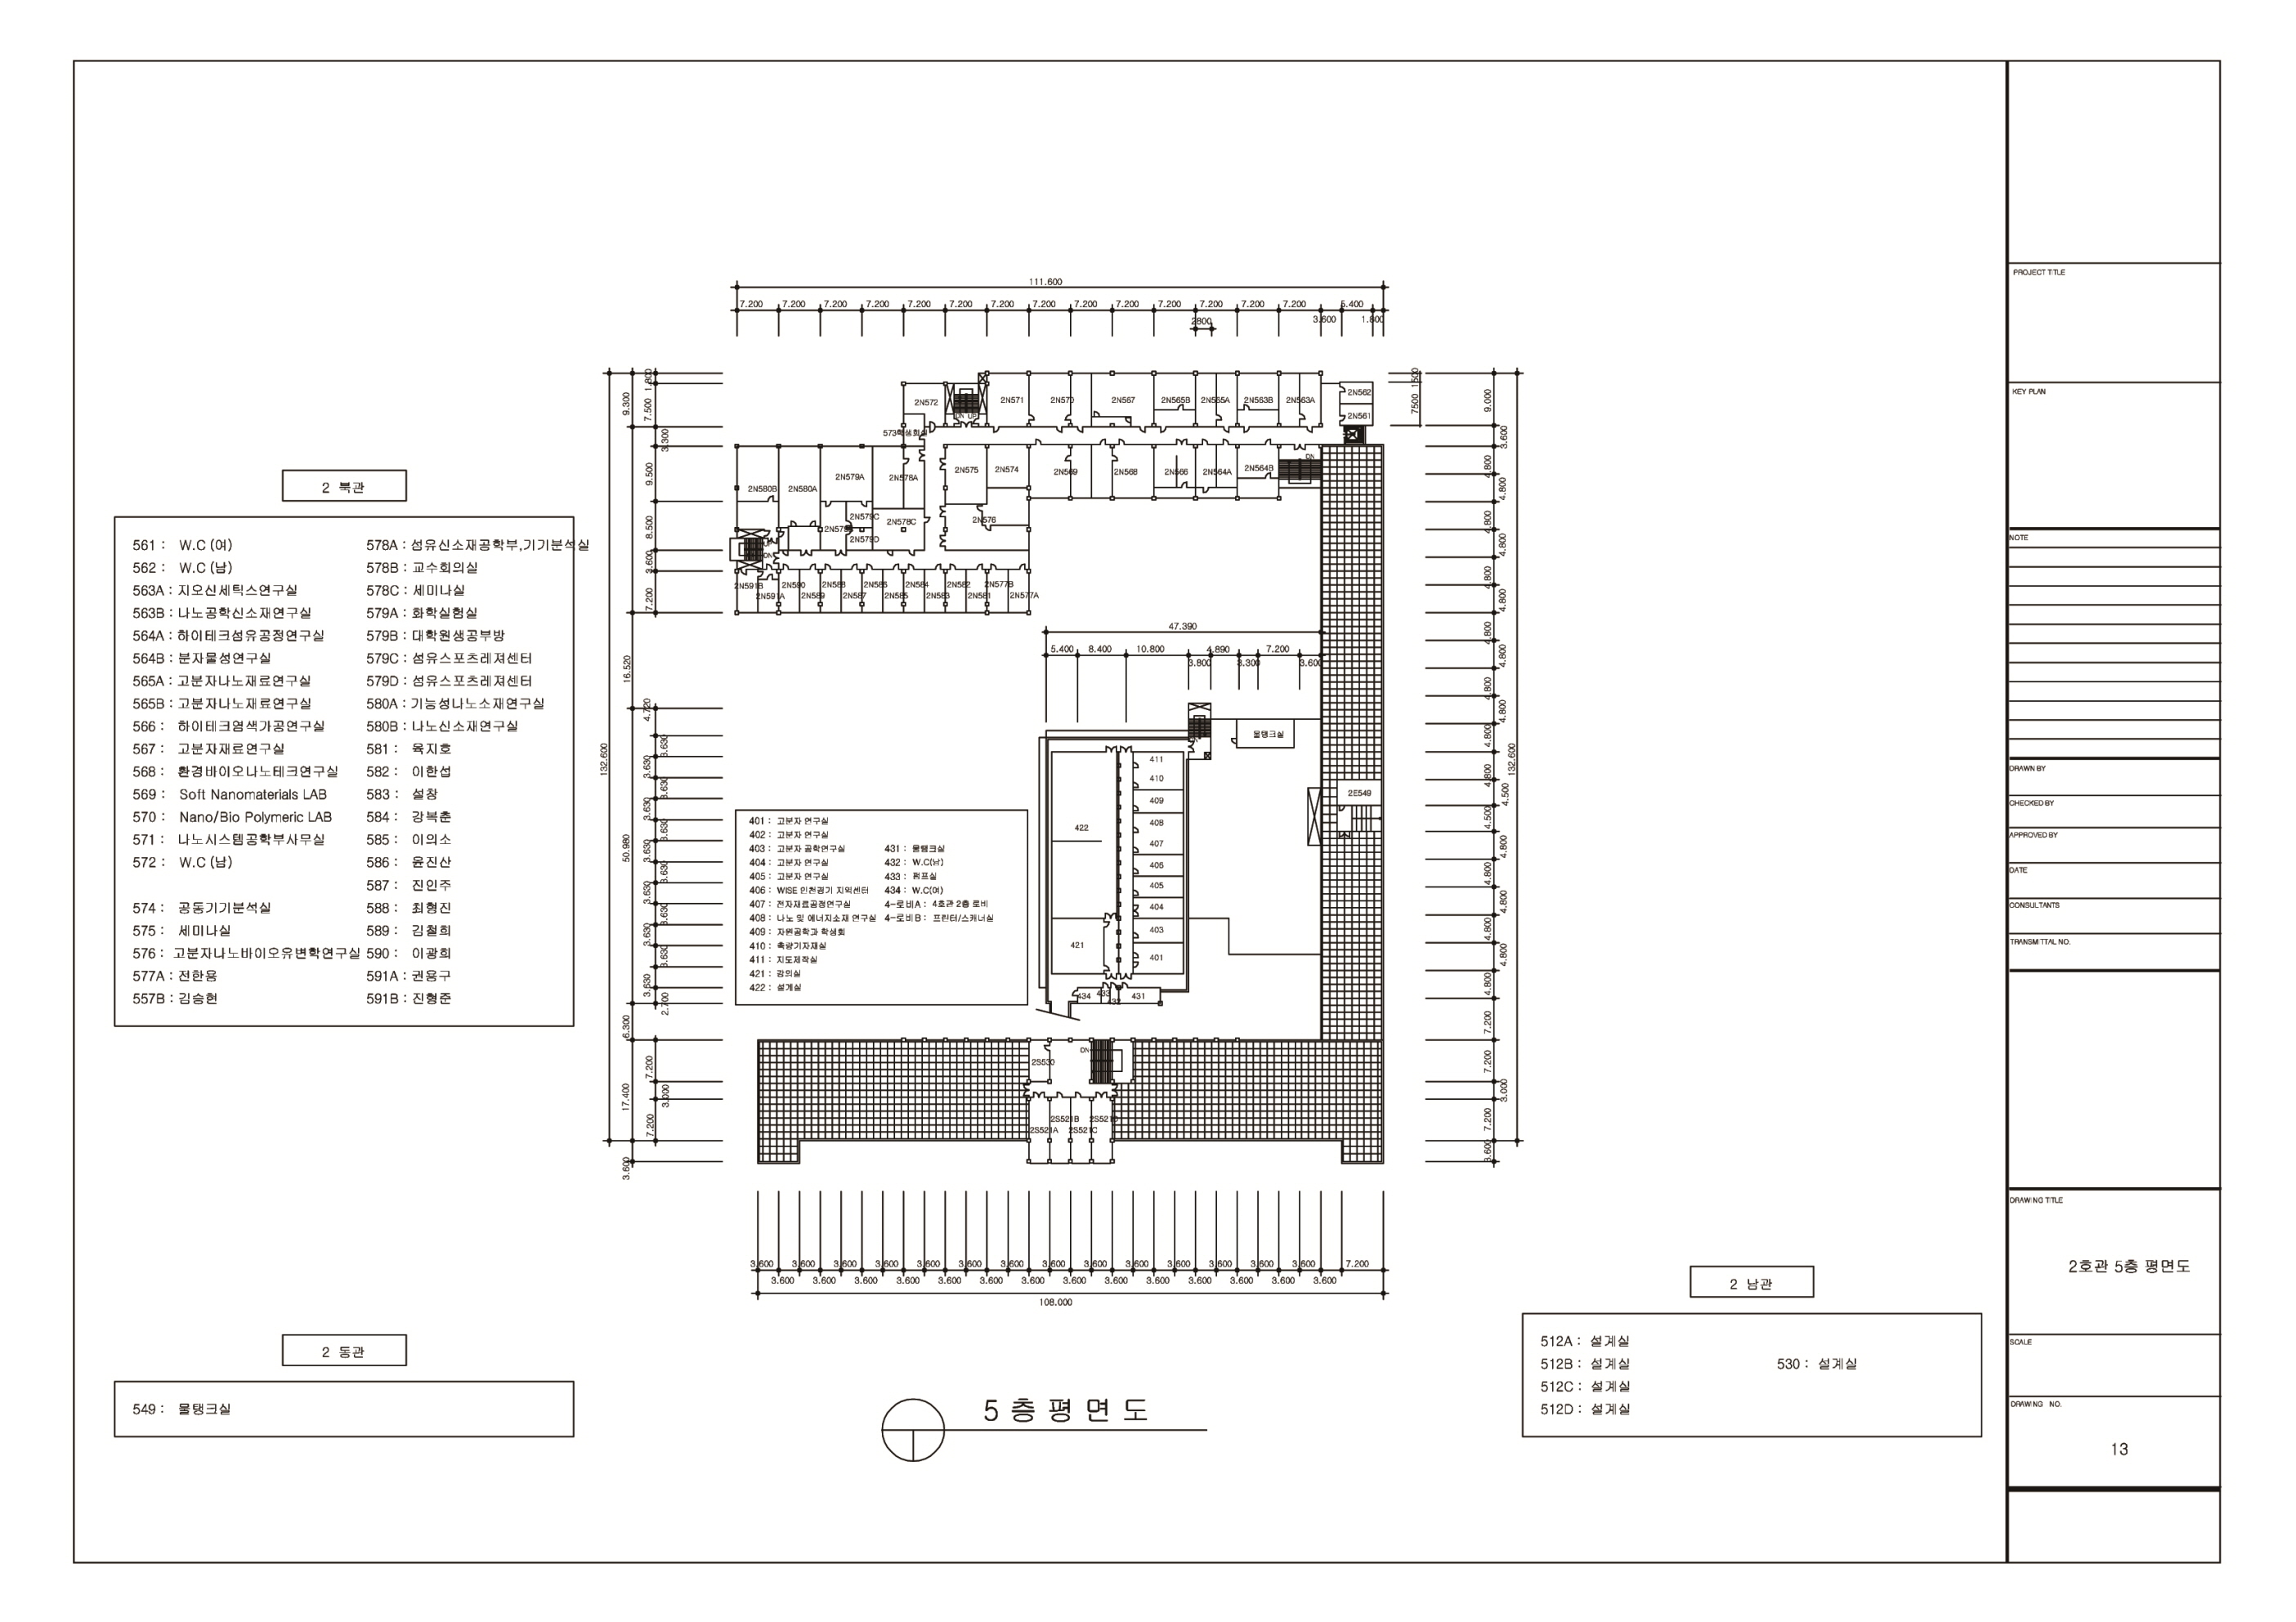 PROJECT TITLE
KEY PLAN
NOTE
DRAWN BY
CHECKED BY
APPROVED BY
DATE
CONSULTANTS
TRANSMITTAL NO.
DRAWING TITLE
2호관 5층 평면도
SCALE
DRAWING NO.
13
111.600
7.200 7.200 7.200 7.200 7.200 7.200 7.200 7.200 7.200 7.200 7.200 7.200 7.200 7.200 5.400
2800 3.600 1.800
2 북관
561 : W.C (여)
562 : W.C (남)
563A : 지오신세틱스연구실
563B : 나노공학신소재연구실
564A : 하이테크섬유공정연구실
564B : 분자물성연구실
565A : 고분자나노재료연구실
565B : 고분자나노재료연구실
566 : 하이테크염색가공연구실
567 : 고분자재료연구실
568 : 환경바이오나노테크연구실
569 : Soft Nanomaterials LAB
570 : Nano/Bio Polymeric LAB
571 : 나노시스템공학부사무실
572 : W.C (남)
574 : 공동기기분석실
575 : 세미나실
576 : 고분자나노바이오유변학연구실
577A : 전한용
557B : 김승현
578A : 섬유신소재공학부,기기분석실
578B : 교수회의실
578C : 세미나실
579A : 화학실험실
579B : 대학원생공부방
579C : 섬유스포츠레져센터
579D : 섬유스포츠레져센터
580A : 기능성나노소재연구실
580B : 나노신소재연구실
581 : 육지호
582 : 이한섭
583 : 설창
584 : 강복춘
585 : 이의소
586 : 윤진산
587 : 진인주
588 : 최형진
589 : 김철희
590 : 이광희
591A : 권용구
591B : 진형준
2N572 2N571 2N570 2N567 2N565B 2N565A 2N563B 2N563A 2N562
2N561
573학생회실
DN UP
2N575 2N574 2N569 2N568 2N566 2N564A 2N564B DN
2N580B 2N580A 2N579A 2N578A
2N579C 2N578C 2N576
2N579D
2N591B 2N590 2N588 2N586 2N584 2N582 2N577B
2N591A 2N589 2N587 2N585 2N583 2N581 2N577A
47.390
5.400 8.400 10.800 4.890 7.200
3.800 3.300 3.600
물탱크실
2E549
411
410
409
408
407
406
405
404
403
401
422
421
434 433 432 431
401 : 고분자 연구실
402 : 고분자 연구실
403 : 고분자 공학연구실
404 : 고분자 연구실
405 : 고분자 연구실
406 : WISE 인천경기 지역센터
407 : 전자재료공정연구실
408 : 나노 및 에너지소재 연구실
409 : 자원공학과 학생회
410 : 측량기자재실
411 : 지도제작실
421 : 강의실
422 : 설계실
431 : 물탱크실
432 : W.C(남)
433 : 펌프실
434 : W.C(여)
4-로비A : 4호관 2층 로비
4-로비B : 프린터/스캐너실
2S530 DN
2S521B 2S521D
2S521A 2S521C
132.600
9.300
16.520
50.980
6.300
17.400
3.600
1.800
7.500
3.300
9.500
8.500
3.600
7.200
4.720
3.630
3.630
3.630
3.630
3.630
3.630
3.630
3.630
3.630
3.630
3.630
3.630
2.700
7.200
3.000
7.200
7500 1500
9.000
3.600
4.800
4.800
4.800
4.800
4.800
4.800
4.800
4.800
4.800
4.800
4.800
4.800
4.500
4.500
4.800
4.800
4.800
4.800
4.800
4.800
7.200
7.200
3.000
7.200
3.600
132.600
3.600 3.600 3.600 3.600 3.600 3.600 3.600 3.600 3.600 3.600 3.600 3.600 3.600 3.600 7.200
3.600 3.600 3.600 3.600 3.600 3.600 3.600 3.600 3.600 3.600 3.600 3.600 3.600 3.600
108.000
2 동관
549 : 물탱크실
5 층 평 면 도
2 남관
512A : 설계실
512B : 설계실
512C : 설계실
512D : 설계실
530 : 설계실